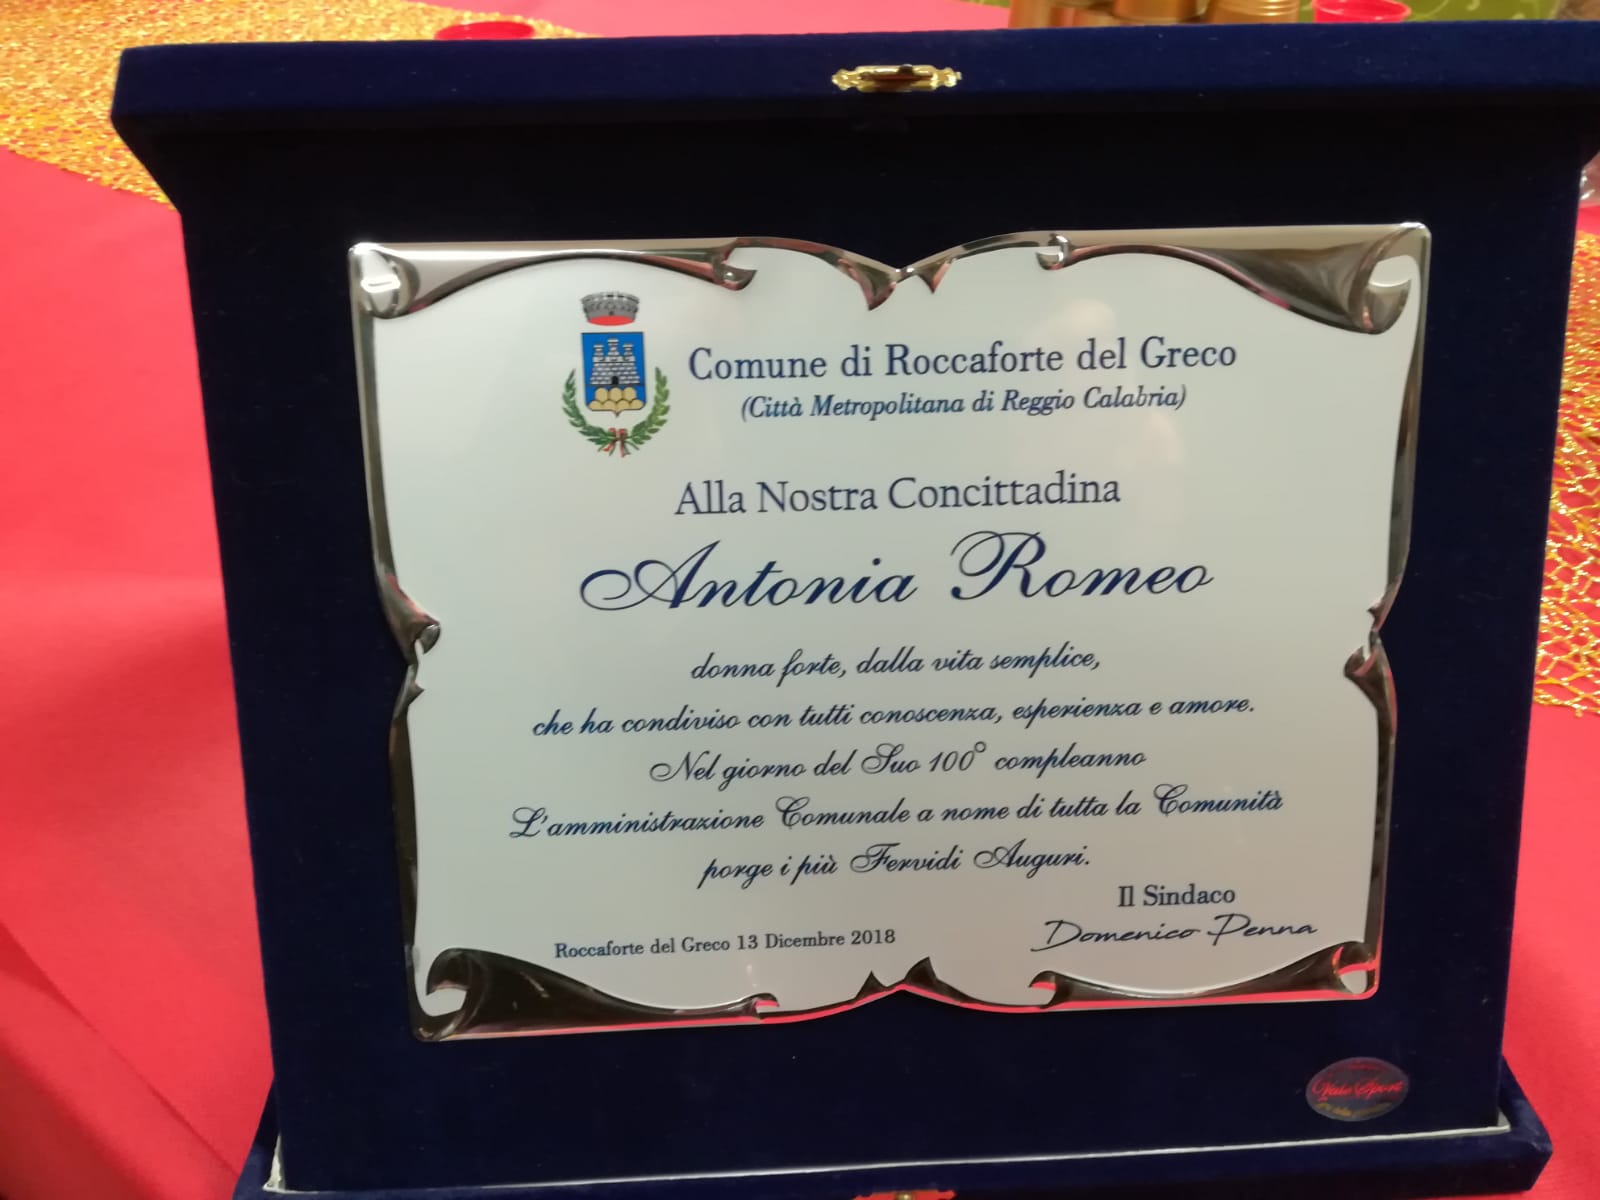 Comune di Roccaforte del Greco
(Città Metropolitana di Reggio Calabria)
Alla Nostra Concittadina
Antonia Romeo
donna forte, dalla vita semplice,
che ha condiviso con tutti conoscenza, esperienza e amore.
Nel giorno del Suo 100° compleanno
L'amministrazione Comunale a nome di tutta la Comunità
porge i più Fervidi Auguri.
Il Sindaco
Domenico Penna
Roccaforte del Greco 13 Dicembre 2018
Sport